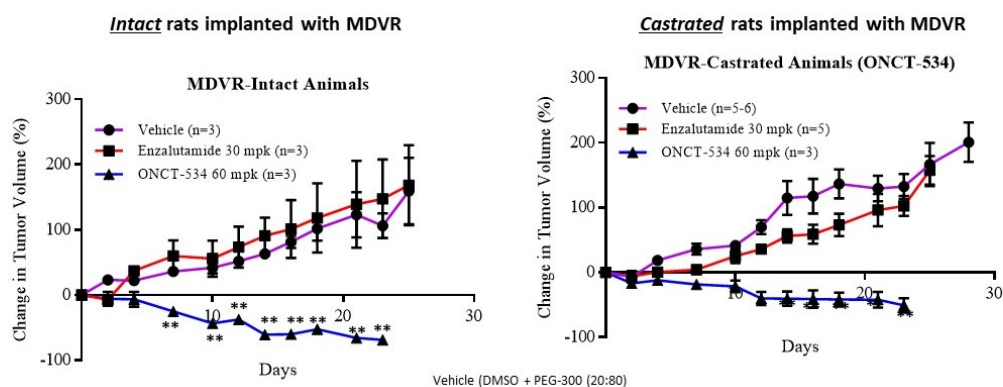 Intact rats implanted with MDVR
Castrated rats implanted with MDVR
MDVR-Intact Animals
Change in Tumor Volume (%)
300
200
100
0
-100
10
20
30
Vehicle (n=3)
Enzalutamide 30 mpk (n=3)
ONCT-534 60 mpk (n=3)
**
**
**
**
**
**
**
**
Days
MDVR-Castrated Animals (ONCT-534)
Change in Tumor Volume (%)
300
200
100
0
-100
10
20
30
Vehicle (n=5-6)
Enzalutamide 30 mpk (n=5)
ONCT-534 60 mpk (n=3)
**
Days
Vehicle (DMSO + PEG-300 (20:80)